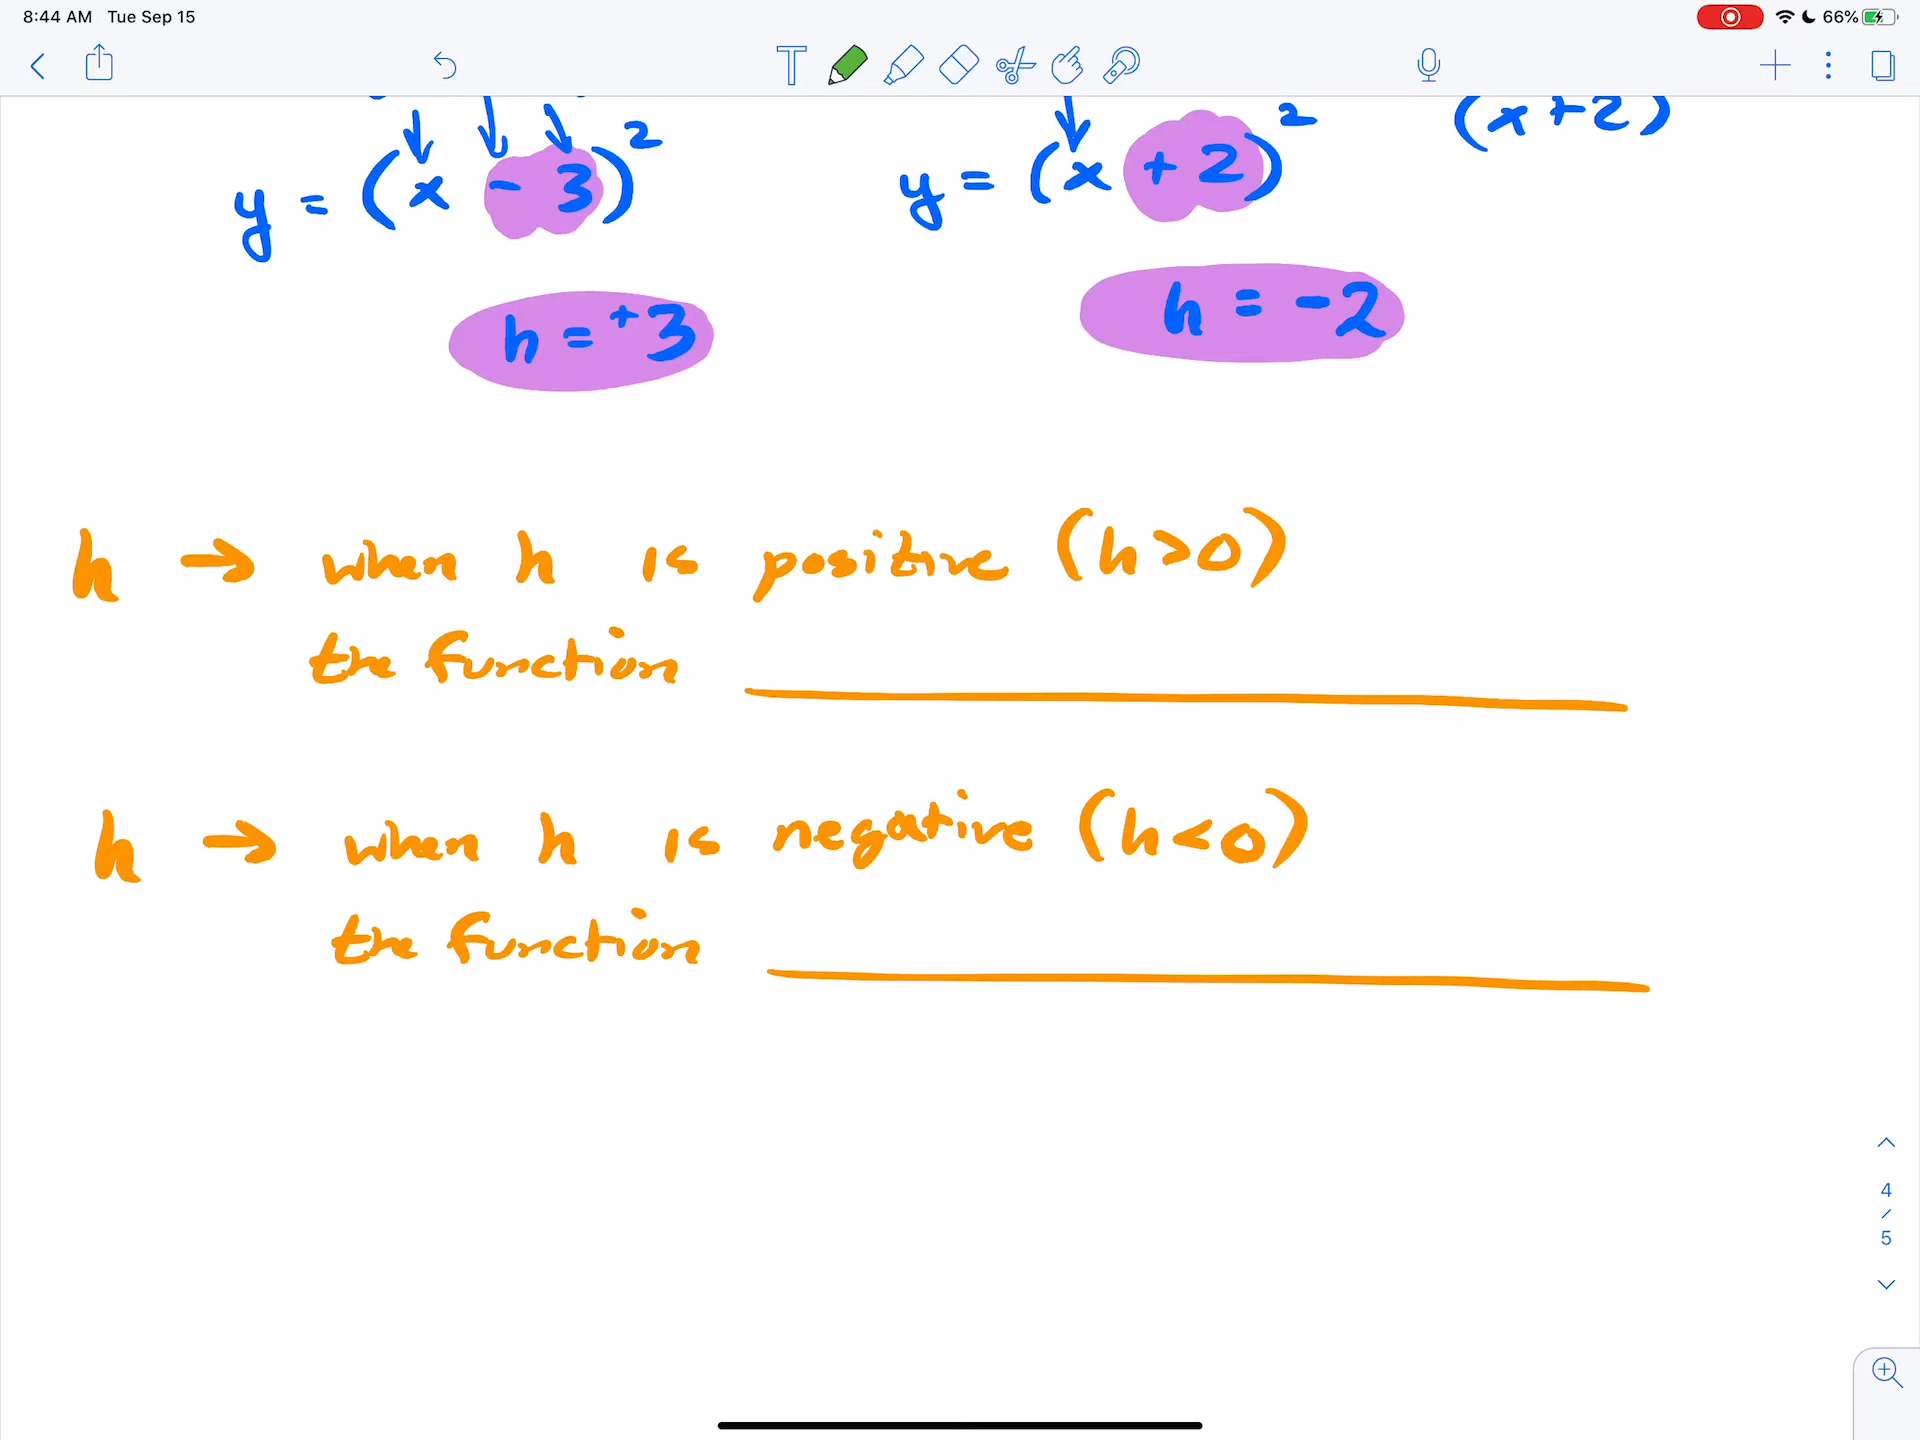 8:44 AM Tue Sep 15
66%
T
(x+2)
y = (x - 3)²
y = (x + 2)²
h = +3
h = -2
h → when h is positive (h>0)
the function
h → when h is negative (h<0)
the function
4
/
5